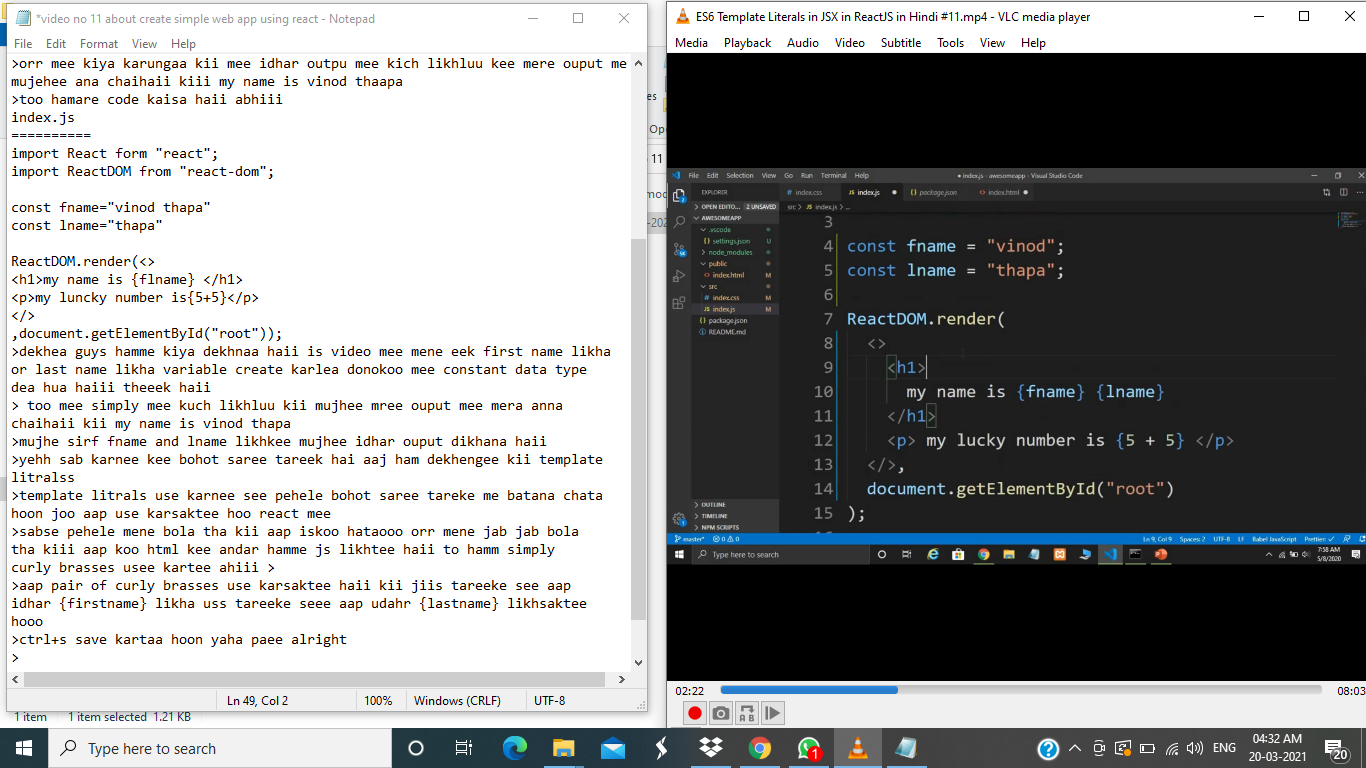 *video no 11 about create simple web app using react - Notepad
File Edit Format View Help
>orr mee kiya karungaa kii mee idhar outpu mee kich likhluu kee mere ouput me
mujehee ana chaihaii kiii my name is vinod thaapa
>too hamare code kaisa haii abhiii
index.js
==========
import React form "react";
import ReactDOM from "react-dom";
const fname="vinod thapa"
const lname="thapa"
ReactDOM.render(<>
<h1>my name is {flname} </h1>
<p>my luncky number is{5+5}</p>
</>
,document.getElementById("root"));
>dekhea guys hamme kiya dekhnaa haii is video mee mene eek first name likha
or last name likha variable create karlea donokoo mee constant data type
dea hua haiii theeek haii
> too mee simply mee kuch likhluu kii mujhee mree ouput mee mera anna
chaihaii kii my name is vinod thapa
>mujhe sirf fname and lname likhkee mujhee idhar ouput dikhana haii
>yehh sab karnee kee bohot saree tareek hai aaj ham dekhengee kii template
litralss
>template litrals use karnee see pehele bohot saree tareke me batana chata
hoon joo aap use karsaktee hoo react mee
>sabse pehele mene bola tha kii aap iskoo hataooo orr mene jab jab bola
tha kiii aap koo html kee andar hamme js likhtee haii to hamm simply
curly brasses usee kartee ahiii >
>aap pair of curly brasses use karsaktee haii kii jiis tareeke see aap
idhar {firstname} likha uss tareeke seee aap udahr {lastname} likhsaktee
hooo
>ctrl+s save kartaa hoon yaha paee alright
>
Ln 49, Col 2 100% Windows (CRLF) UTF-8
1 item 1 item selected 1.21 KB
es
Ope
11
mod
-202
ES6 Template Literals in JSX in ReactJS in Hindi #11.mp4 - VLC media player
Media Playback Audio Video Subtitle Tools View Help
File Edit Selection View Go Run Terminal Help ● index.js - awesomeapp - Visual Studio Code
EXPLORER
# index.css JS index.js ● {} package.json <> index.html ●
> OPEN EDITO... 2 UNSAVED
src > JS index.js > ...
AWESOMEAPP
.vscode
{} settings.json U
> node_modules
public
<> index.html M
src
# index.css M
JS index.js M
{} package.json
README.md
> OUTLINE
> TIMELINE
> NPM SCRIPTS
3
4 const fname = "vinod";
5 const lname = "thapa";
6
7 ReactDOM.render(
8 <>
9 <h1>
10 my name is {fname} {lname}
11 </h1>
12 <p> my lucky number is {5 + 5} </p>
13 </>,
14 document.getElementById("root")
15 );
master* 0 0 Ln 9, Col 9 Spaces: 2 UTF-8 LF Babel JavaScript Prettier: ✓
Type here to search
7:58 AM
5/8/2020
02:22 08:03
A B
Type here to search
1
ENG
04:32 AM
20-03-2021
20